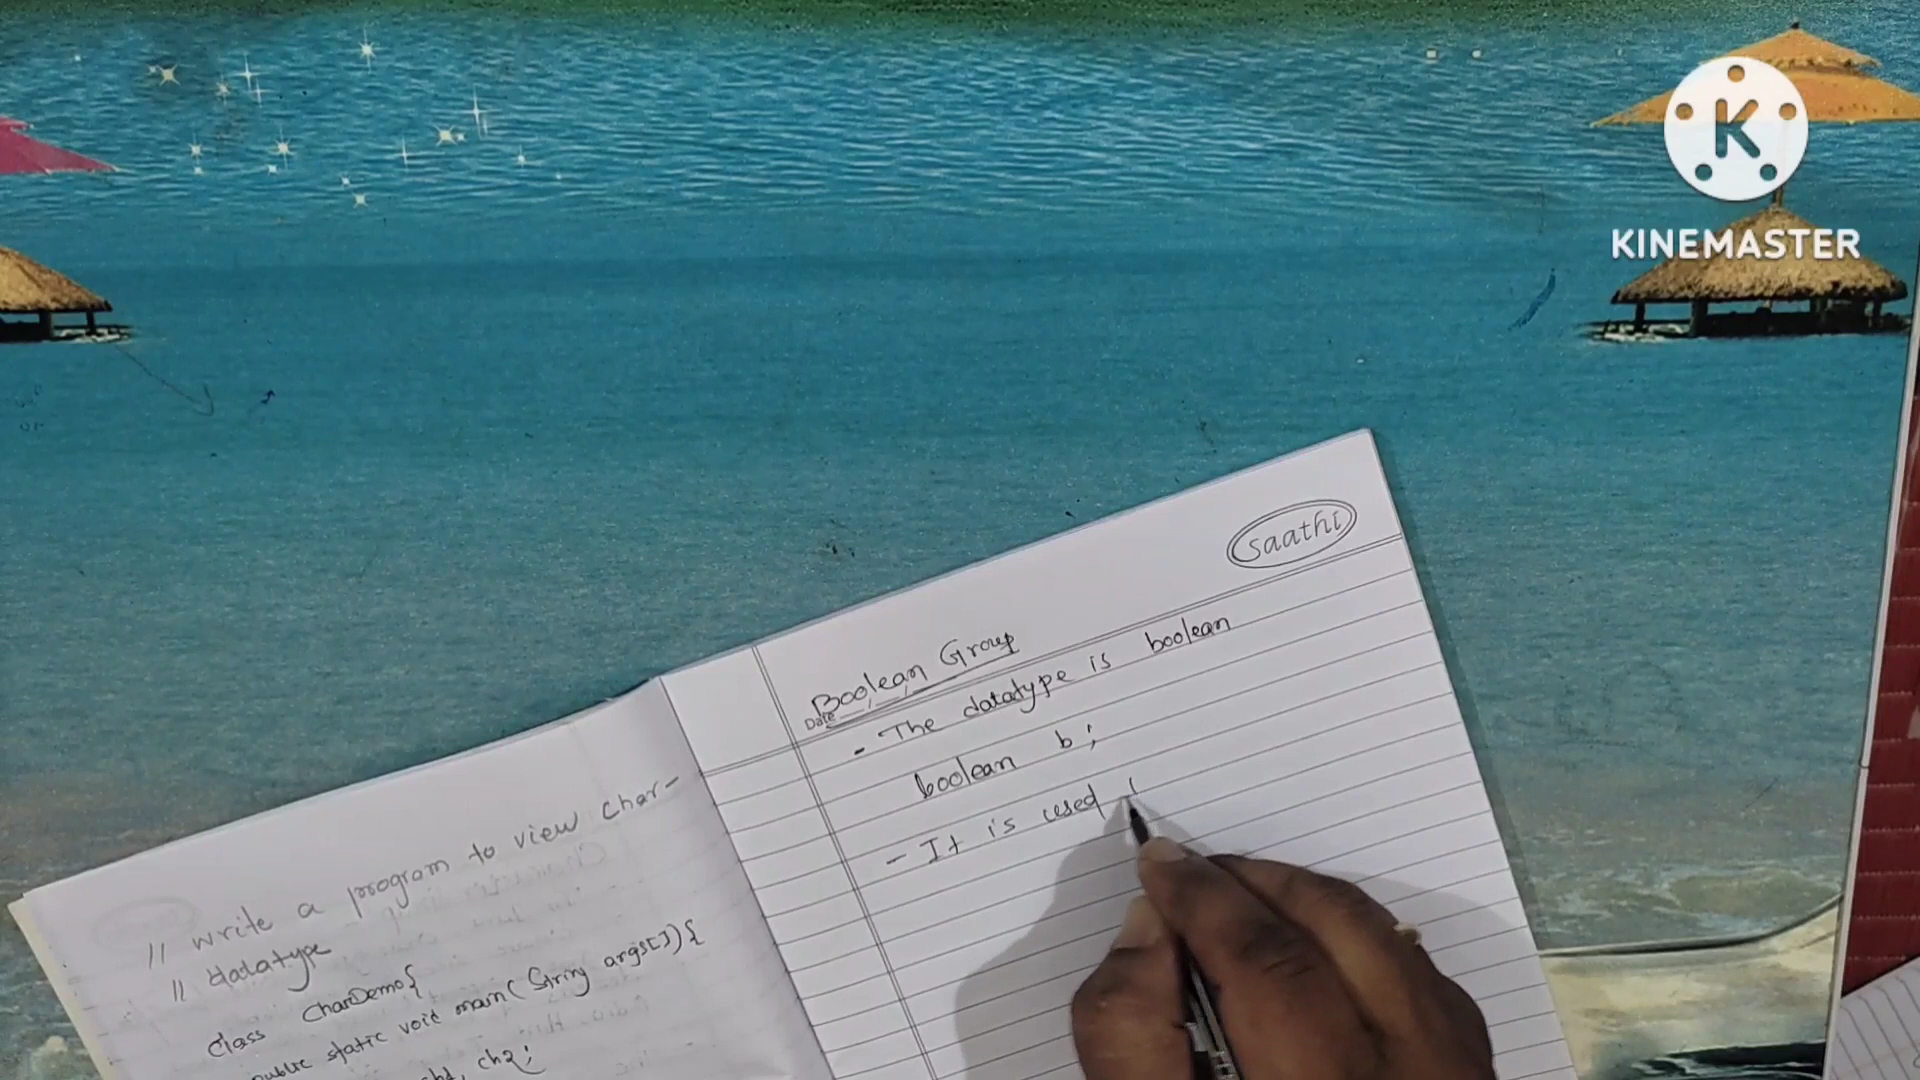 KINEMASTER
saathi
Boolean Group
Date
- The datatype is boolean
boolean b;
- It is used
// write a program to view char-
// datatype
class CharDemo{
public static void main(String args[]){
ch2;